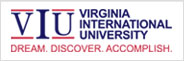 VIU VIRGINIA
INTERNATIONAL
UNIVERSITY
DREAM. DISCOVER. ACCOMPLISH.